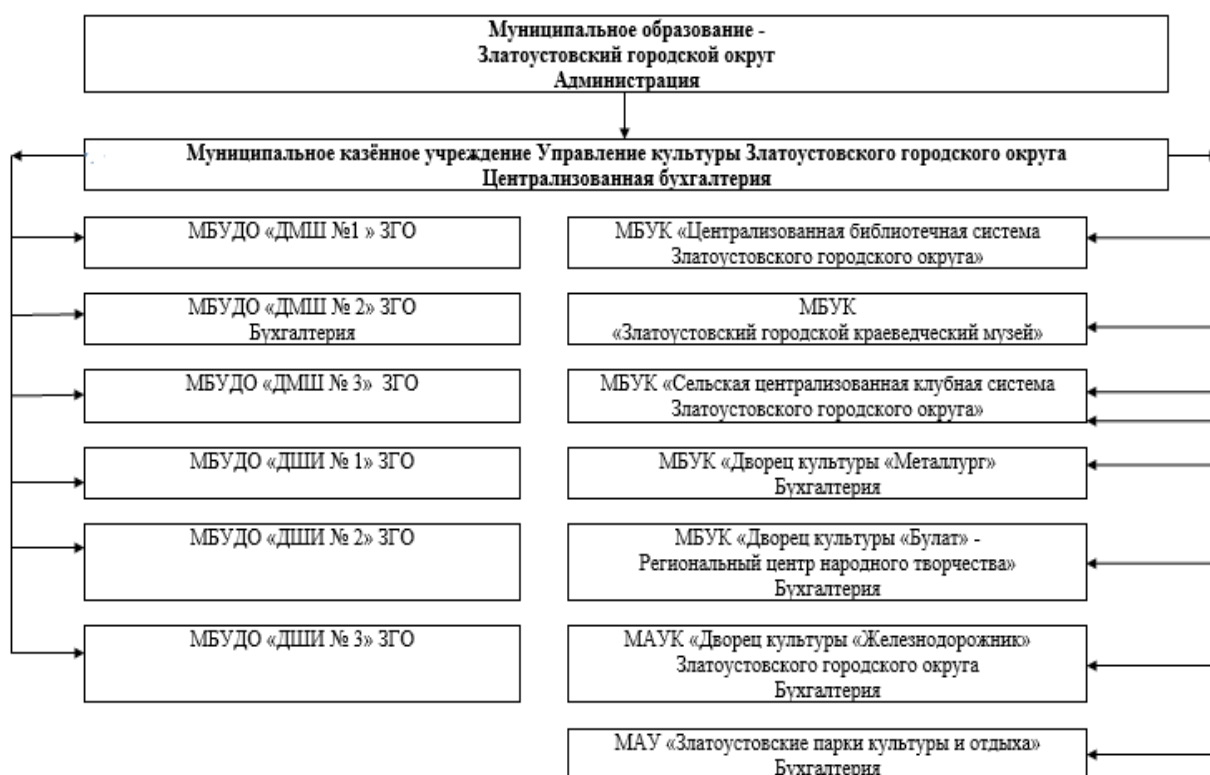 Муниципальное образование -
Златоустовский городской округ
Администрация
Муниципальное казённое учреждение Управление культуры Златоустовского городского округа
Централизованная бухгалтерия
МБУДО «ДМШ №1 » ЗГО
МБУДО «ДМШ № 2» ЗГО
Бухгалтерия
МБУДО «ДМШ № 3» ЗГО
МБУДО «ДШИ № 1» ЗГО
МБУДО «ДШИ № 2» ЗГО
МБУДО «ДШИ № 3» ЗГО
МБУК «Централизованная библиотечная система
Златоустовского городского округа»
МБУК
«Златоустовский городской краеведческий музей»
МБУК «Сельская централизованная клубная система
Златоустовского городского округа»
МБУК «Дворец культуры «Металлург»
Бухгалтерия
МБУК «Дворец культуры «Булат» -
Региональный центр народного творчества»
Бухгалтерия
МАУК «Дворец культуры «Железнодорожник»
Златоустовского городского округа
Бухгалтерия
МАУ «Златоустовские парки культуры и отдыха»
Бухгалтерия